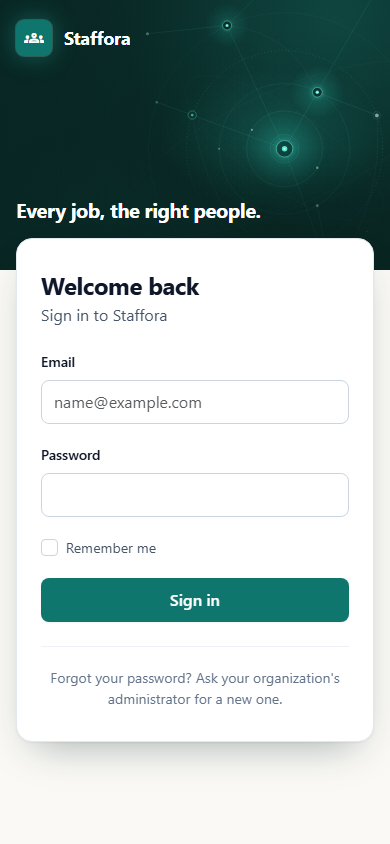 Staffora
Every job, the right people.
Welcome back
Sign in to Staffora
Email
name@example.com
Password
Remember me
Sign in
Forgot your password? Ask your organization's
administrator for a new one.